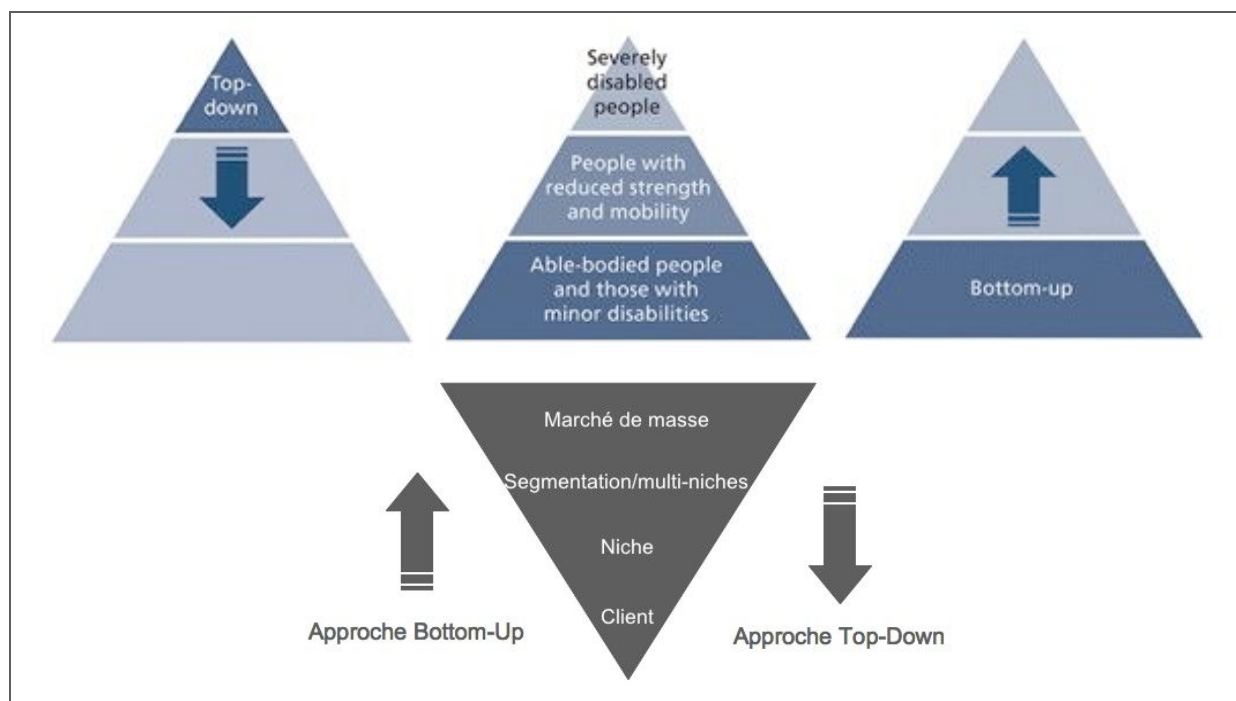 Top-
down
Severely
disabled
people
People with
reduced strength
and mobility
Able-bodied people
and those with
minor disabilities
Bottom-up
Marché de masse
Segmentation/multi-niches
Niche
Client
Approche Bottom-Up
Approche Top-Down